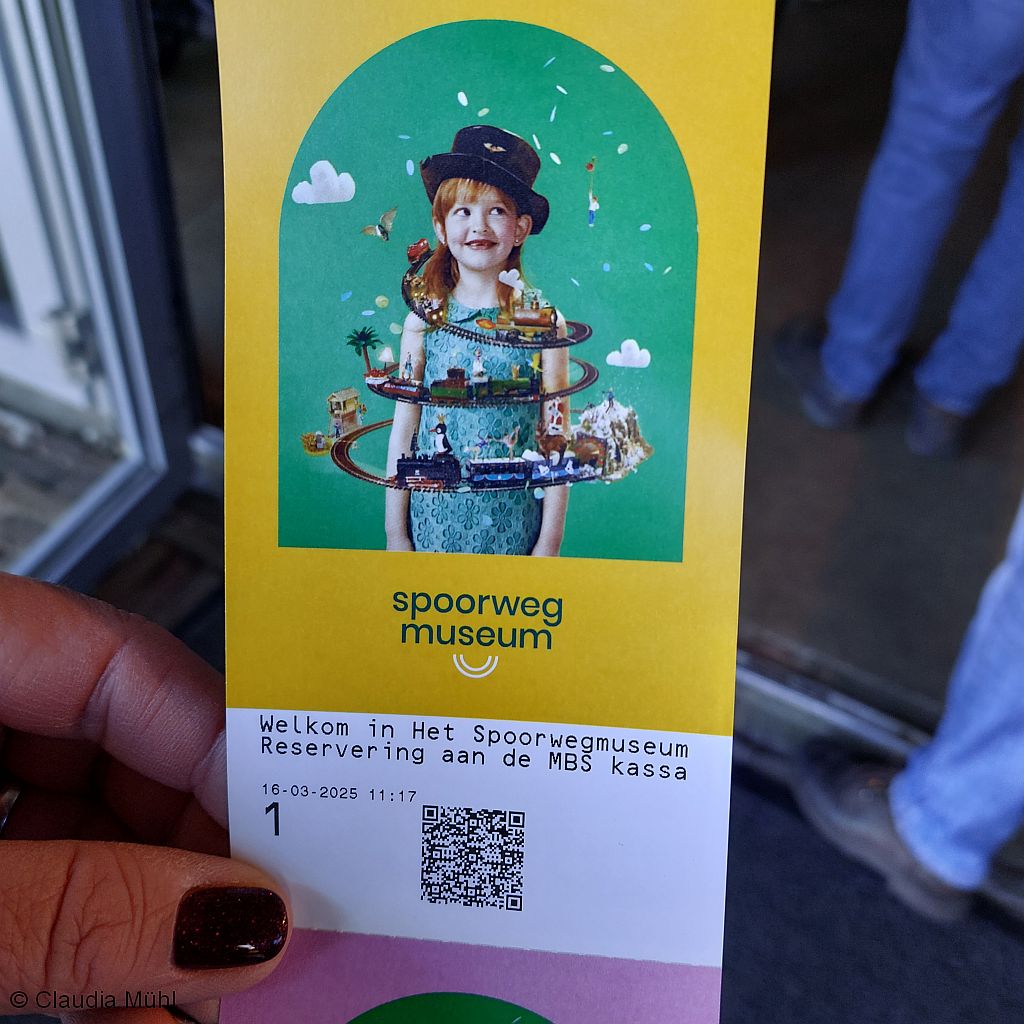 spoorweg
museum
Welkom in Het Spoorwegmuseum
Reservering aan de MBS kassa
16-03-2025 11:17
1
© Claudia Mühl